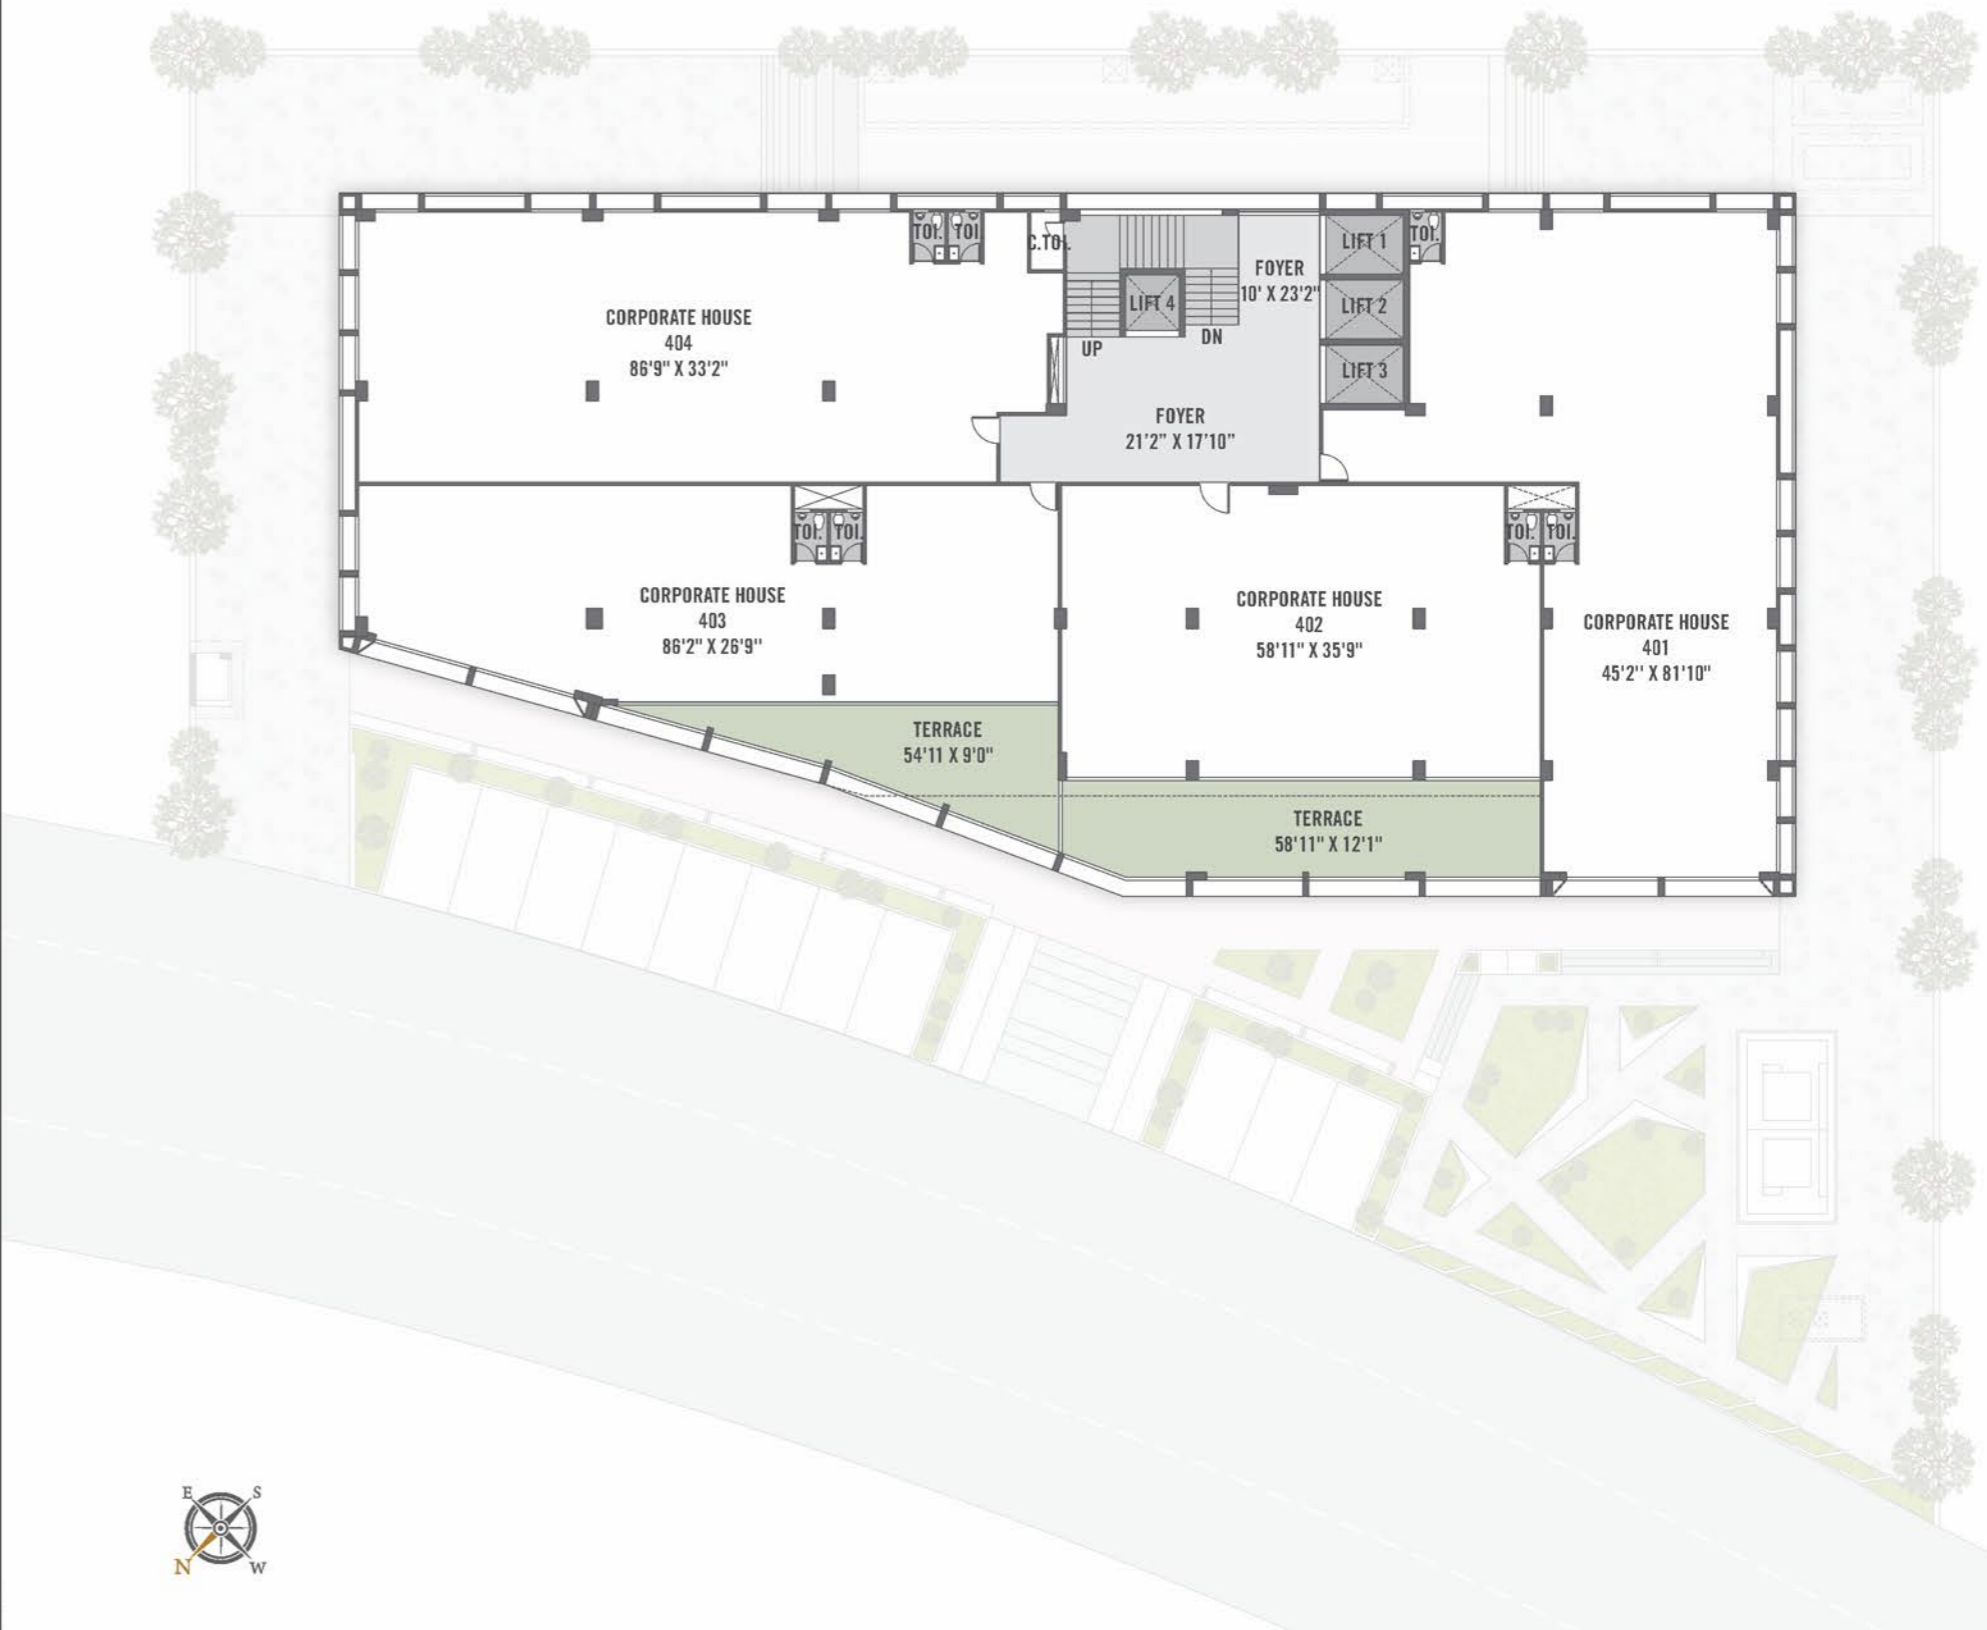 TOI. TOI.
C.TOI.
LIFT 1
TOI.
FOYER
10' X 23'2"
LIFT 4
LIFT 2
CORPORATE HOUSE
404
86'9" X 33'2"
UP
DN
LIFT 3
FOYER
21'2" X 17'10"
TOI. TOI.
TOI. TOI.
CORPORATE HOUSE
403
86'2" X 26'9"
CORPORATE HOUSE
402
58'11" X 35'9"
CORPORATE HOUSE
401
45'2" X 81'10"
TERRACE
54'11 X 9'0"
TERRACE
58'11" X 12'1"
E S
N W